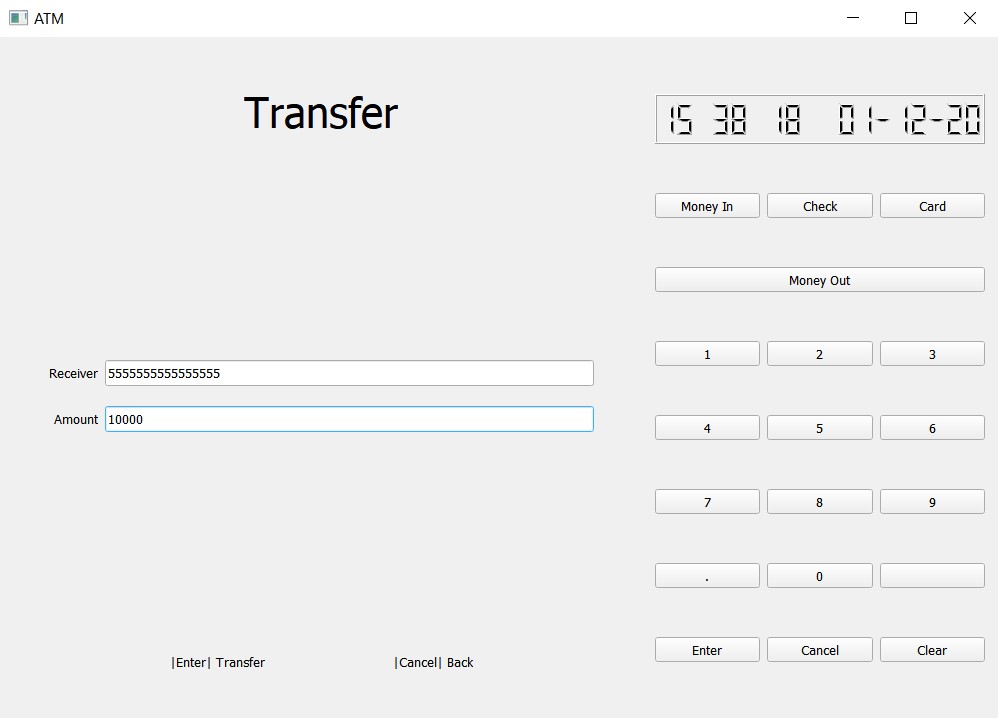 ATM
Transfer
15 38 18 01-12-20
Money In Check Card
Money Out
1 2 3
Receiver 5555555555555555
Amount 10000
4 5 6
7 8 9
. 0
Enter Cancel Clear
|Enter| Transfer |Cancel| Back